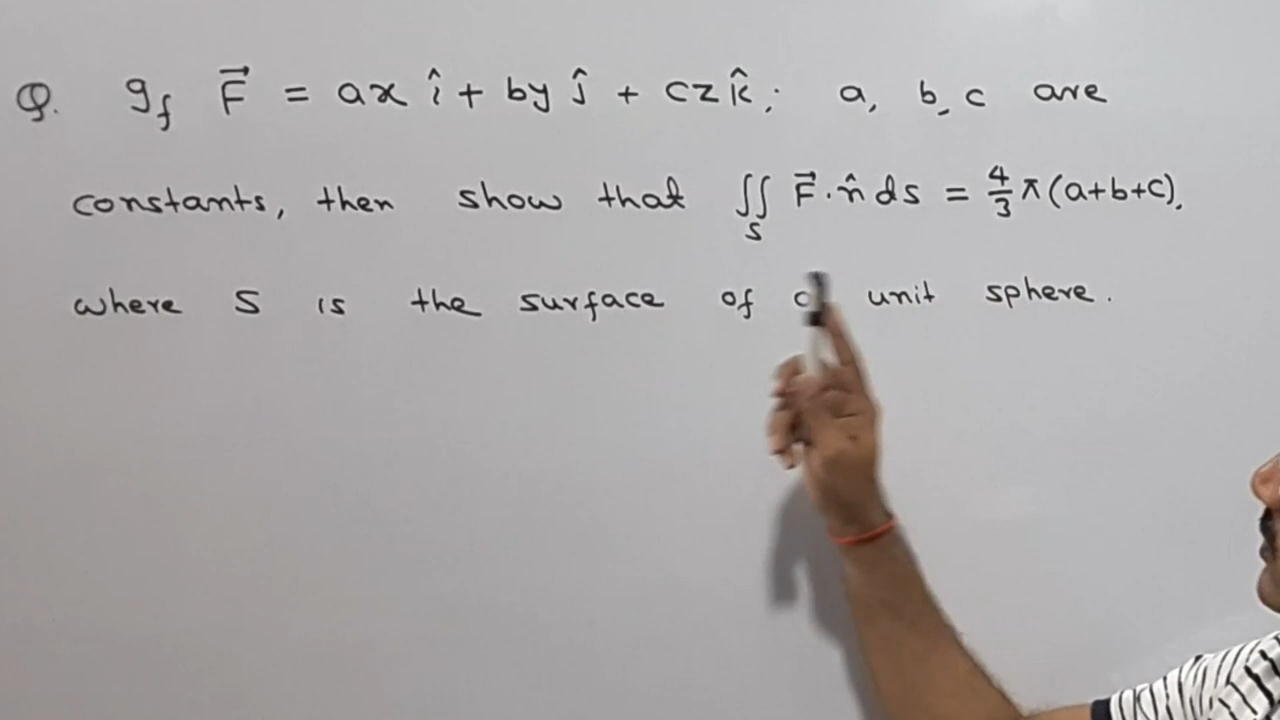 Q. If F⃗ = ax î + by ĵ + cz k̂; a, b, c are
constants, then show that ∬_S F⃗·n̂ ds = 4/3 π(a+b+c).
where S is the surface of a unit sphere.